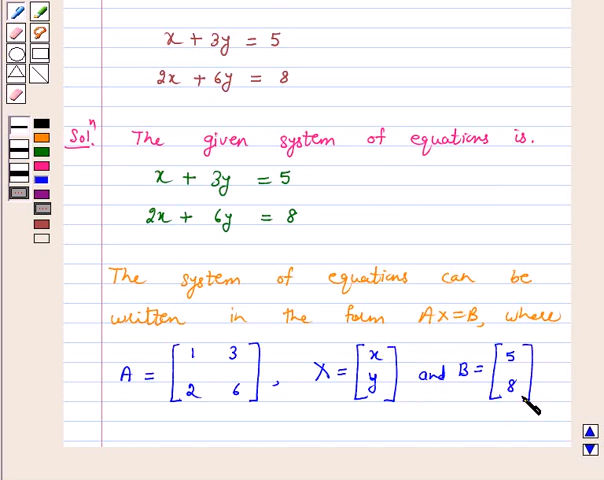 x + 3y = 5
2x + 6y = 8
Solⁿ. The given system of equations is.
x + 3y = 5
2x + 6y = 8
The system of equations can be
written in the form AX=B, where
A = [1 3
2 6], X = [x
y] and B = [5
8]